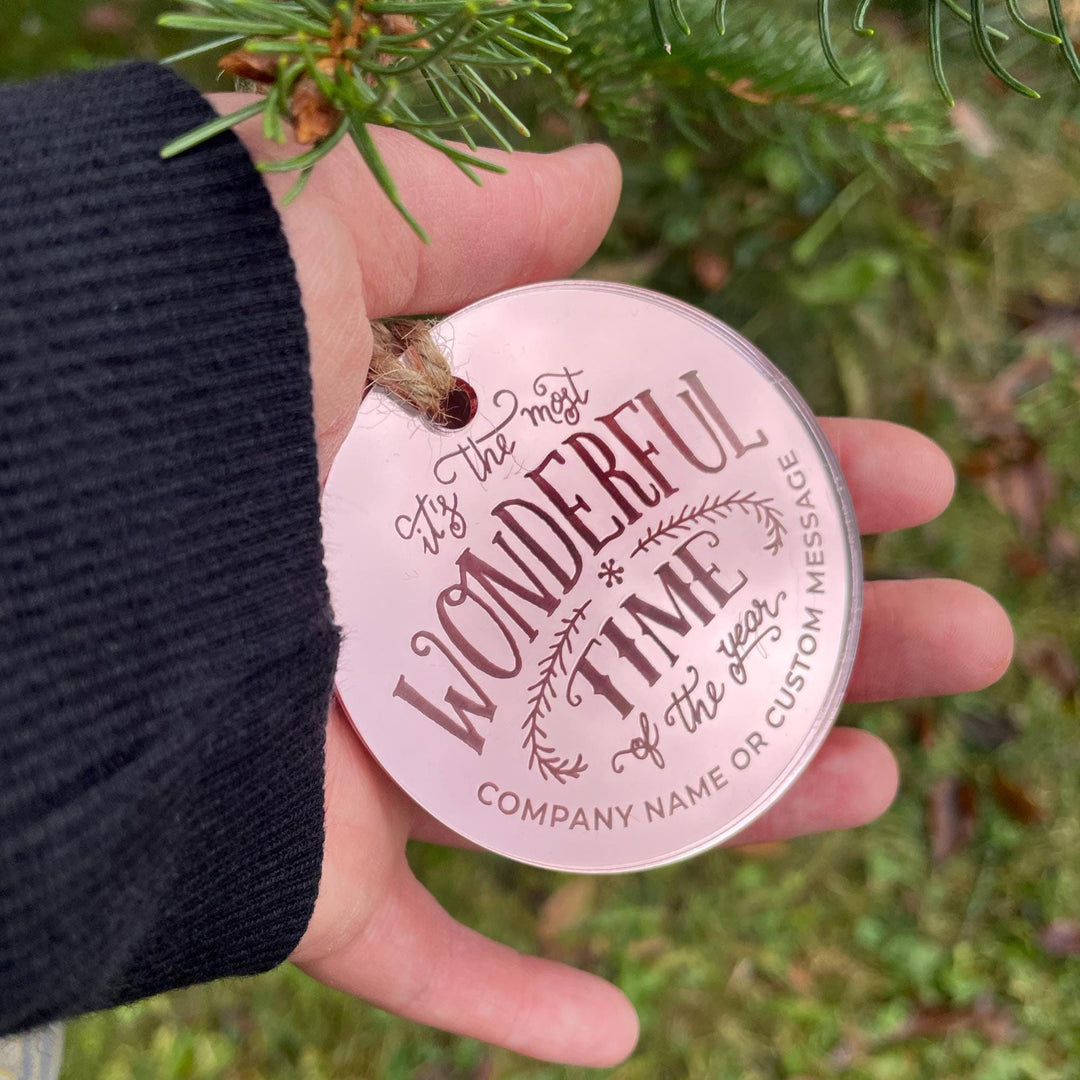 it's the most
WONDERFUL
TIME
of the year
COMPANY NAME OR CUSTOM MESSAGE